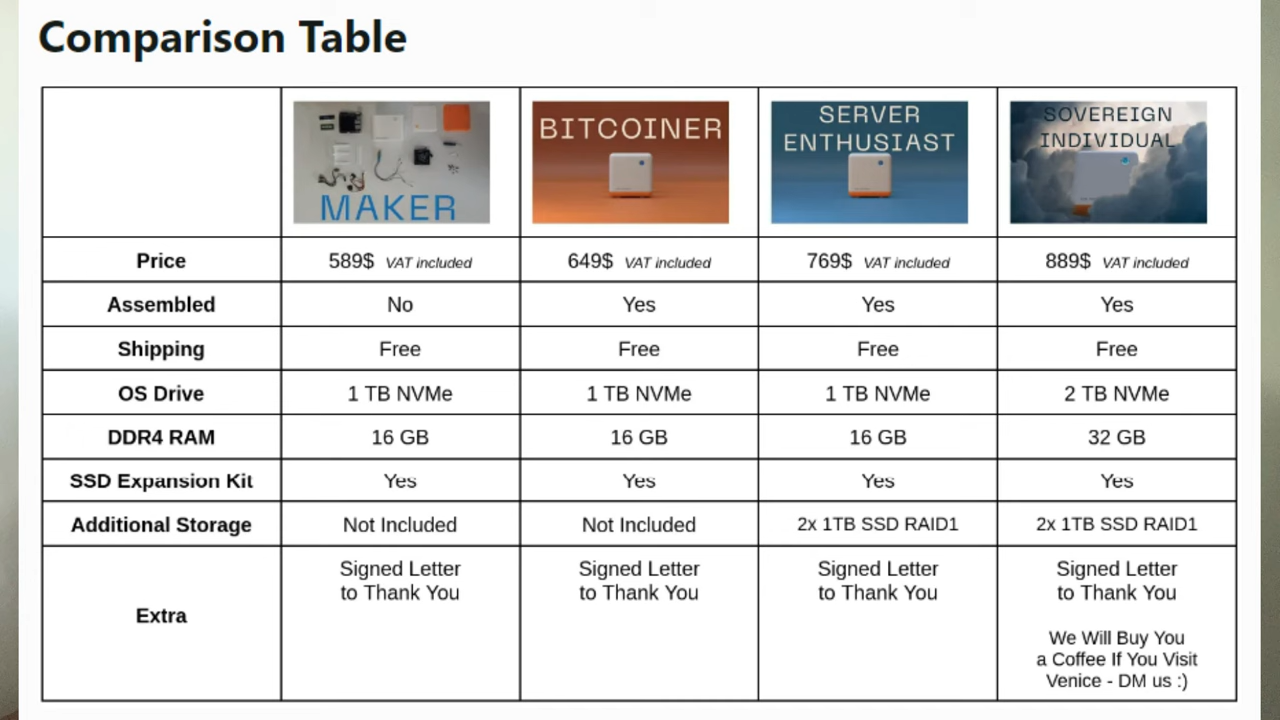 Comparison Table
MAKER
BITCOINER
SERVER
ENTHUSIAST
SOVEREIGN
INDIVIDUAL
Price
589$ VAT included
649$ VAT included
769$ VAT included
889$ VAT included
Assembled
No
Yes
Yes
Yes
Shipping
Free
Free
Free
Free
OS Drive
1 TB NVMe
1 TB NVMe
1 TB NVMe
2 TB NVMe
DDR4 RAM
16 GB
16 GB
16 GB
32 GB
SSD Expansion Kit
Yes
Yes
Yes
Yes
Additional Storage
Not Included
Not Included
2x 1TB SSD RAID1
2x 1TB SSD RAID1
Extra
Signed Letter
to Thank You
Signed Letter
to Thank You
Signed Letter
to Thank You
Signed Letter
to Thank You
We Will Buy You
a Coffee If You Visit
Venice - DM us :)